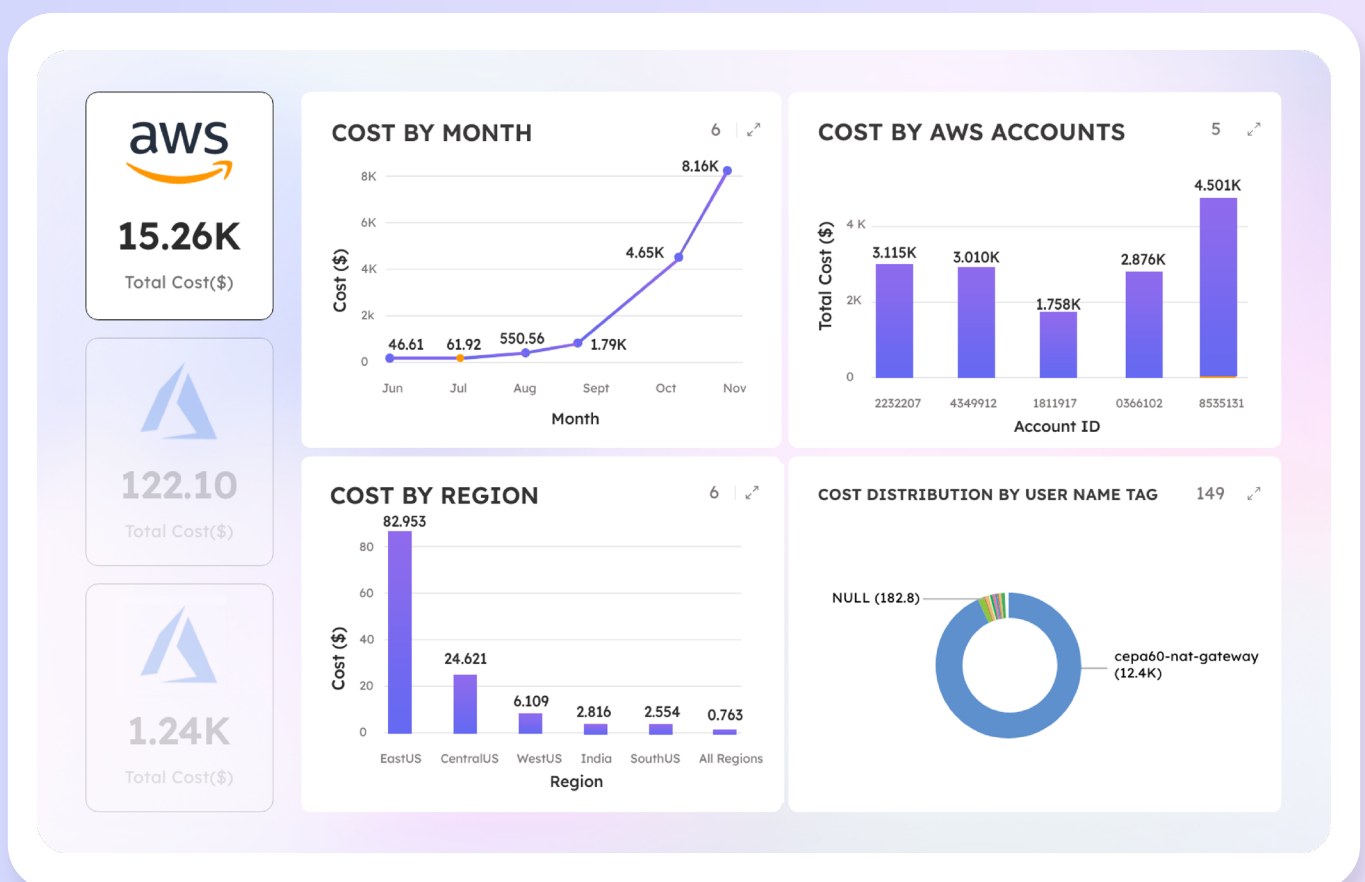 aws
15.26K
Total Cost($)
122.10
Total Cost($)
1.24K
Total Cost($)
COST BY MONTH
6
8.16K
8K
6K
4.65K
4K
Cost ($)
2k
46.61 61.92 550.56 1.79K
0
Jun Jul Aug Sept Oct Nov
Month
COST BY AWS ACCOUNTS
5
4.501K
4 K
3.115K 3.010K 2.876K
Total Cost ($)
2K
1.758K
0
2232207 4349912 1811917 0366102 8535131
Account ID
COST BY REGION
6
82.953
80
60
24.621
40
Cost ($)
20
6.109 2.816 2.554 0.763
0
EastUS CentralUS WestUS India SouthUS All Regions
Region
COST DISTRIBUTION BY USER NAME TAG
149
NULL (182.8)
cepa60-nat-gateway
(12.4K)